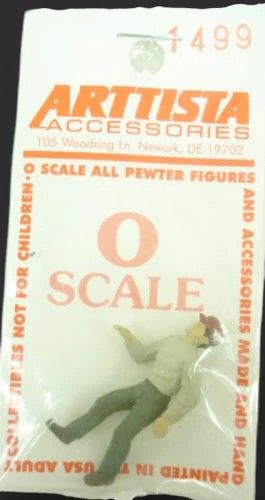 1499
ARTTISTA
ACCESSORIES
105 Woodring Ln. Newark, DE 19702
O SCALE ALL PEWTER FIGURES
AND ACCESSORIES MADE AND HAND
PAINTED IN THE USA ADULT
COLLECTIBLES NOT FOR CHILDREN•
O
SCALE